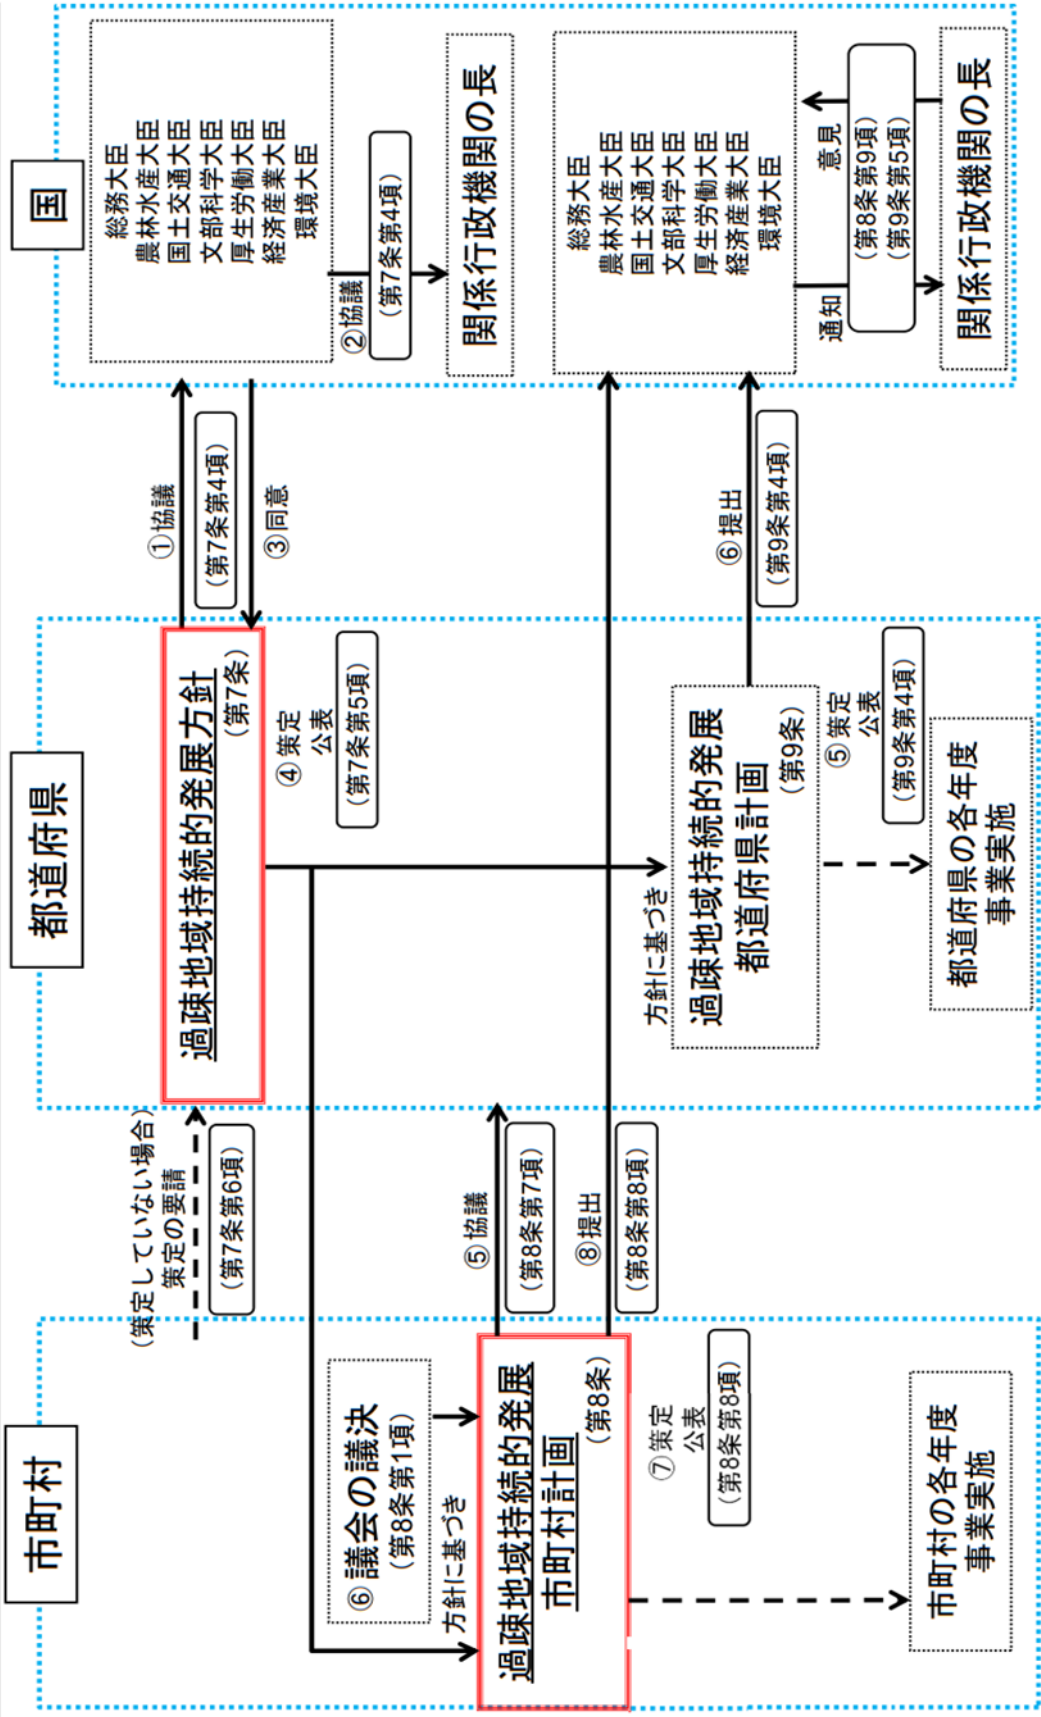 市町村
(策定していない場合)
策定の要請
(第7条第6項)
⑥議会の議決
(第8条第1項)
方針に基づき
過疎地域持続的発展
市町村計画
(第8条)
⑤協議
(第8条第7項)
⑧提出
(第8条第8項)
⑦策定
公表
(第8条第8項)
市町村の各年度
事業実施
都道府県
過疎地域持続的発展方針
(第7条)
①協議
(第7条第4項)
③同意
④策定
公表
(第7条第5項)
方針に基づき
過疎地域持続的発展
都道府県計画
(第9条)
⑥提出
(第9条第4項)
⑤策定
公表
(第9条第4項)
都道府県の各年度
事業実施
国
総務大臣
農林水産大臣
国土交通大臣
文部科学大臣
厚生労働大臣
経済産業大臣
環境大臣
②協議
(第7条第4項)
関係行政機関の長
総務大臣
農林水産大臣
国土交通大臣
文部科学大臣
厚生労働大臣
経済産業大臣
環境大臣
通知
意見
(第8条第9項)
(第9条第5項)
関係行政機関の長